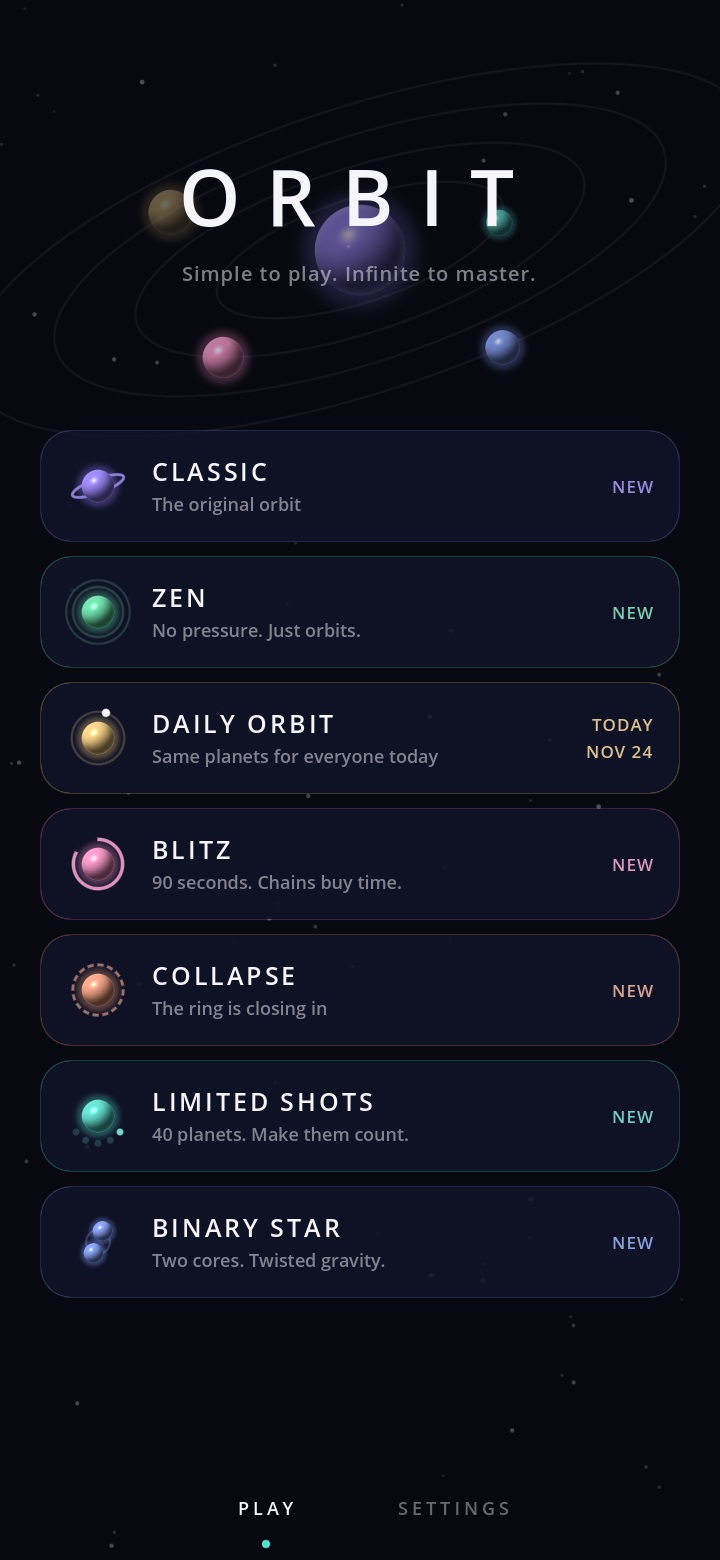 ORBIT
Simple to play. Infinite to master.
CLASSIC
The original orbit
NEW
ZEN
No pressure. Just orbits.
NEW
DAILY ORBIT
Same planets for everyone today
TODAY
NOV 24
BLITZ
90 seconds. Chains buy time.
NEW
COLLAPSE
The ring is closing in
NEW
LIMITED SHOTS
40 planets. Make them count.
NEW
BINARY STAR
Two cores. Twisted gravity.
NEW
PLAY
SETTINGS